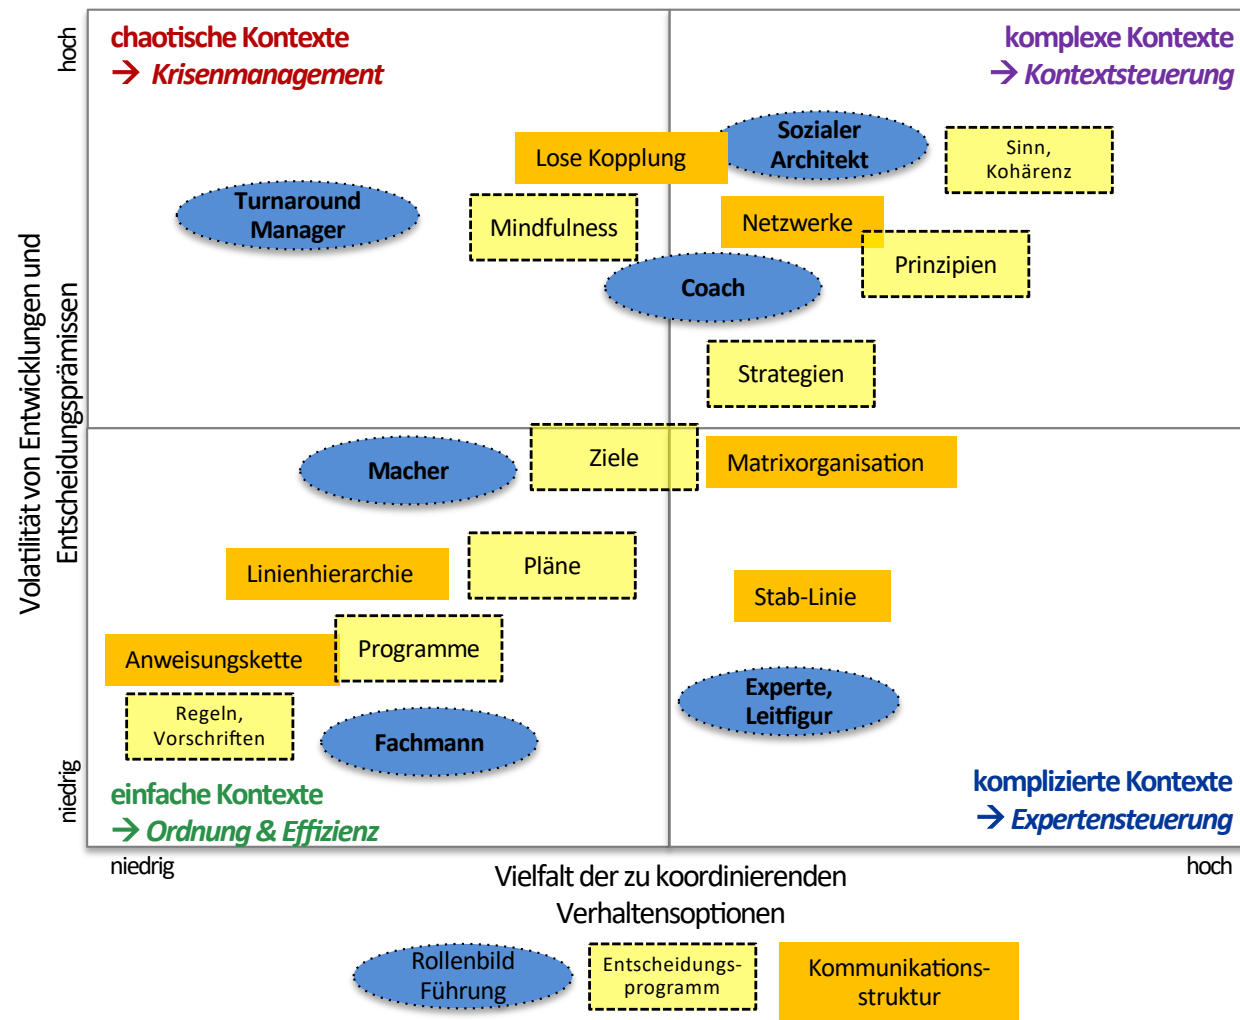 hoch
chaotische Kontexte
→ Krisenmanagement
komplexe Kontexte
→ Kontextsteuerung
Sozialer
Architekt
Lose Kopplung
Sinn,
Kohärenz
Turnaround
Manager
Mindfulness
Netzwerke
Prinzipien
Coach
Strategien
Volatilität von Entwicklungen und
Entscheidungsprämissen
Macher
Ziele
Matrixorganisation
Linienhierarchie
Pläne
Stab-Linie
Anweisungskette
Programme
Regeln,
Vorschriften
Fachmann
Experte,
Leitfigur
niedrig
einfache Kontexte
→ Ordnung & Effizienz
komplizierte Kontexte
→ Expertensteuerung
niedrig
hoch
Vielfalt der zu koordinierenden
Verhaltensoptionen
Rollenbild
Führung
Entscheidungs-
programm
Kommunikations-
struktur